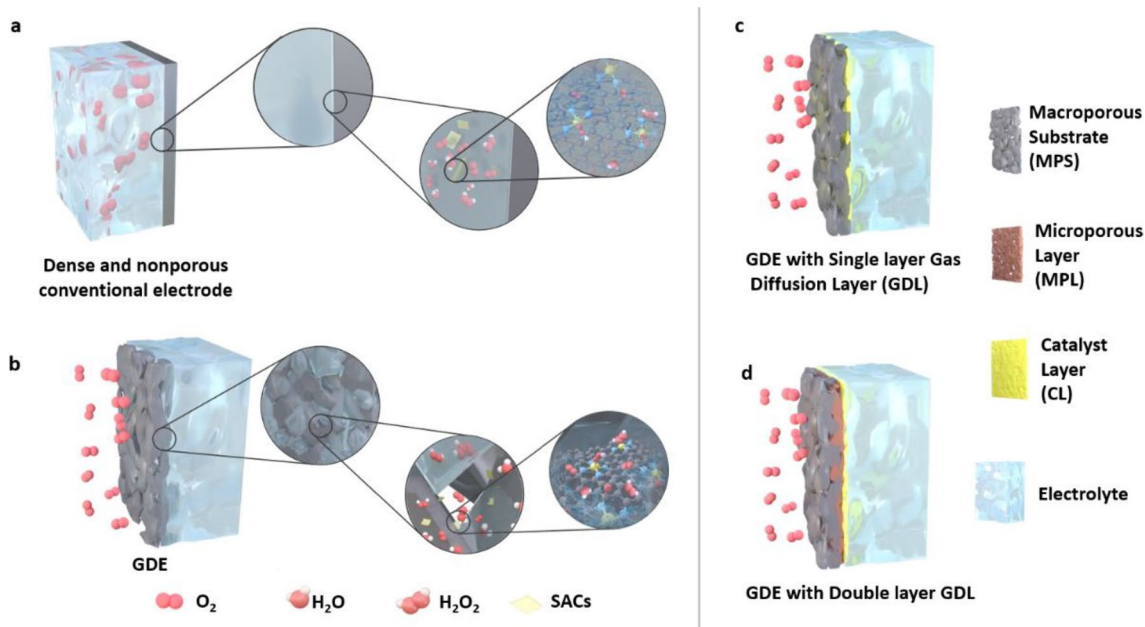 a
Dense and nonporous
conventional electrode
b
GDE
O₂
H₂O
H₂O₂
SACs
c
GDE with Single layer Gas
Diffusion Layer (GDL)
d
GDE with Double layer GDL
Macroporous
Substrate
(MPS)
Microporous
Layer
(MPL)
Catalyst
Layer
(CL)
Electrolyte